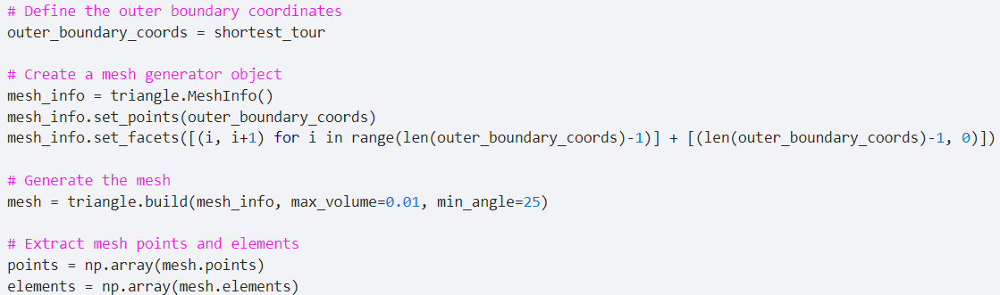 # Define the outer boundary coordinates
outer_boundary_coords = shortest_tour
# Create a mesh generator object
mesh_info = triangle.MeshInfo()
mesh_info.set_points(outer_boundary_coords)
mesh_info.set_facets([(i, i+1) for i in range(len(outer_boundary_coords)-1)] + [(len(outer_boundary_coords)-1, 0)])
# Generate the mesh
mesh = triangle.build(mesh_info, max_volume=0.01, min_angle=25)
# Extract mesh points and elements
points = np.array(mesh.points)
elements = np.array(mesh.elements)